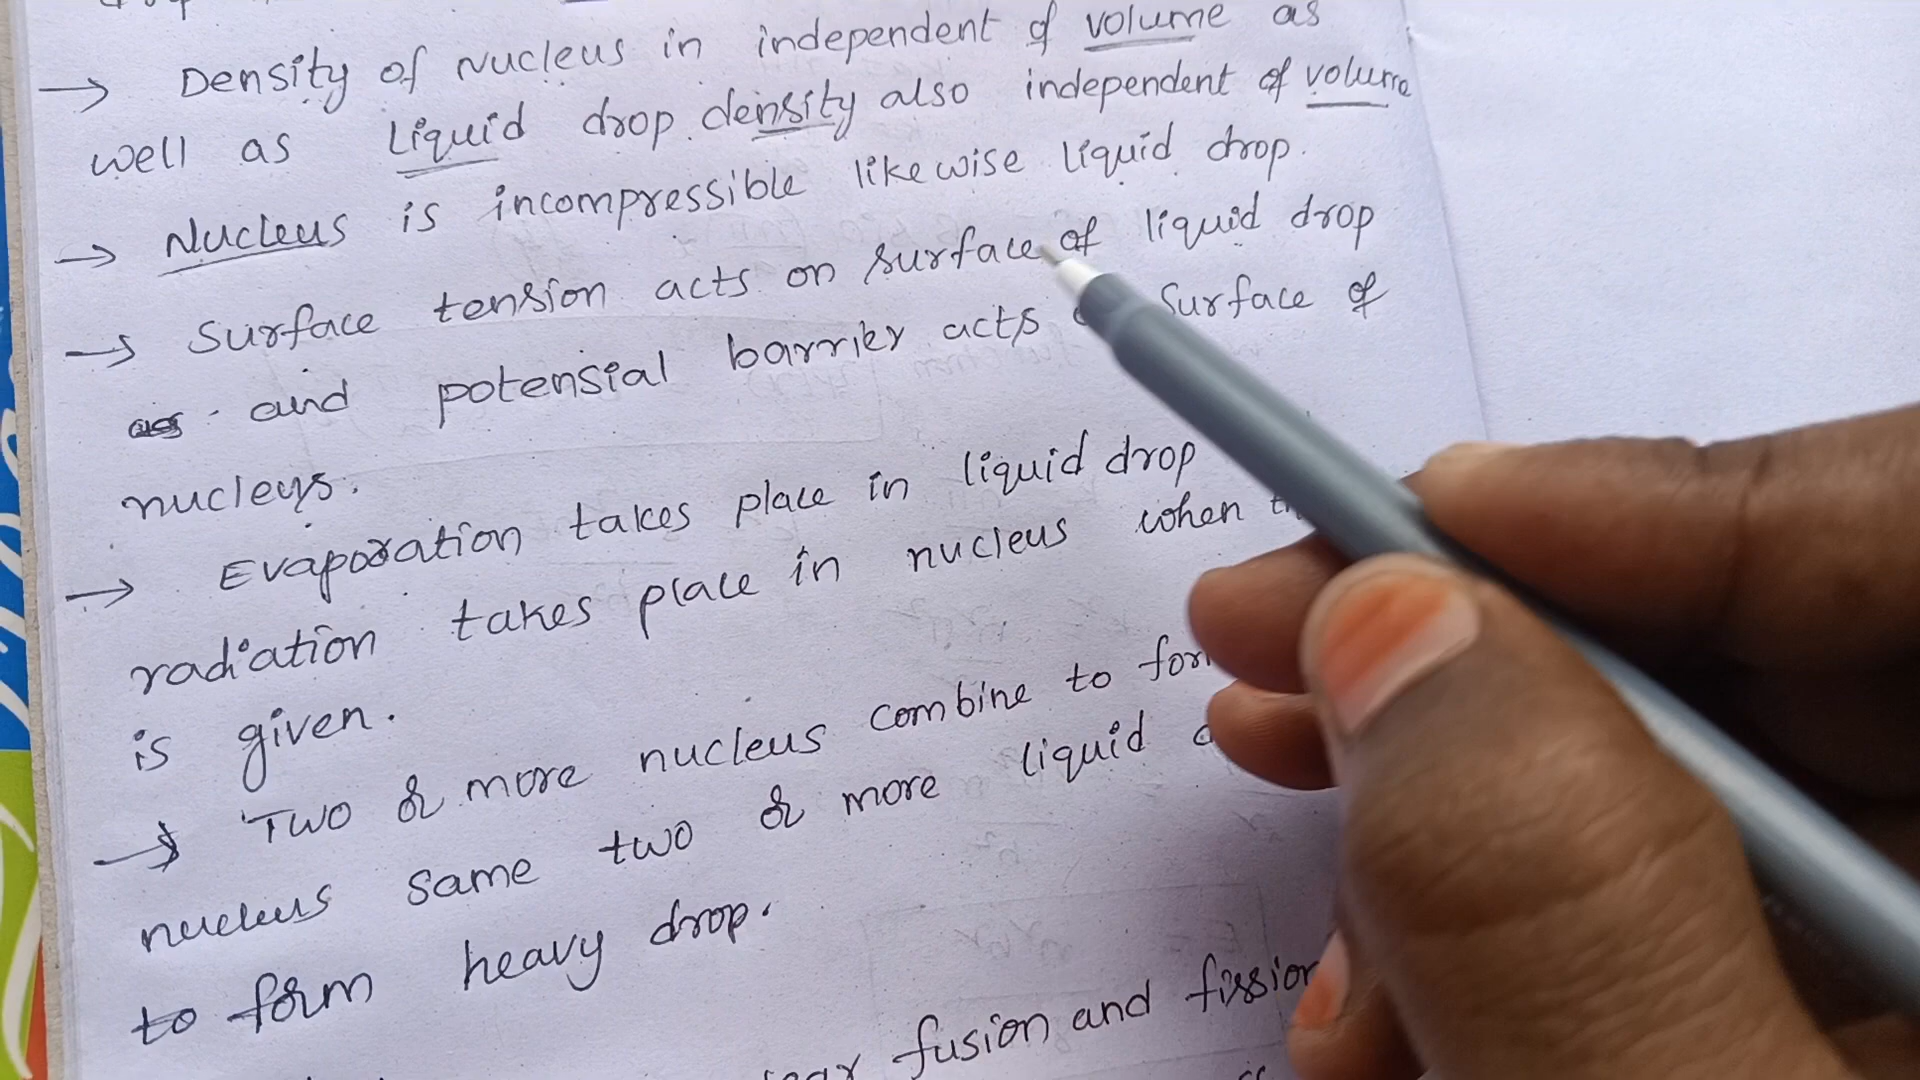 → Density of Nucleus in independent of volume as
well as liquid drop density also independent of volume
→ Nucleus is incompressible likewise liquid drop.
→ Surface tension acts on surface of liquid drop
and potensial barrier acts surface of
nucleus.
→ Evaporation takes place in liquid drop
radiation takes place in nucleus when
is given.
→ Two or more nucleus combine to
nucleus same two or more liquid
to form heavy drop.
fusion and fission